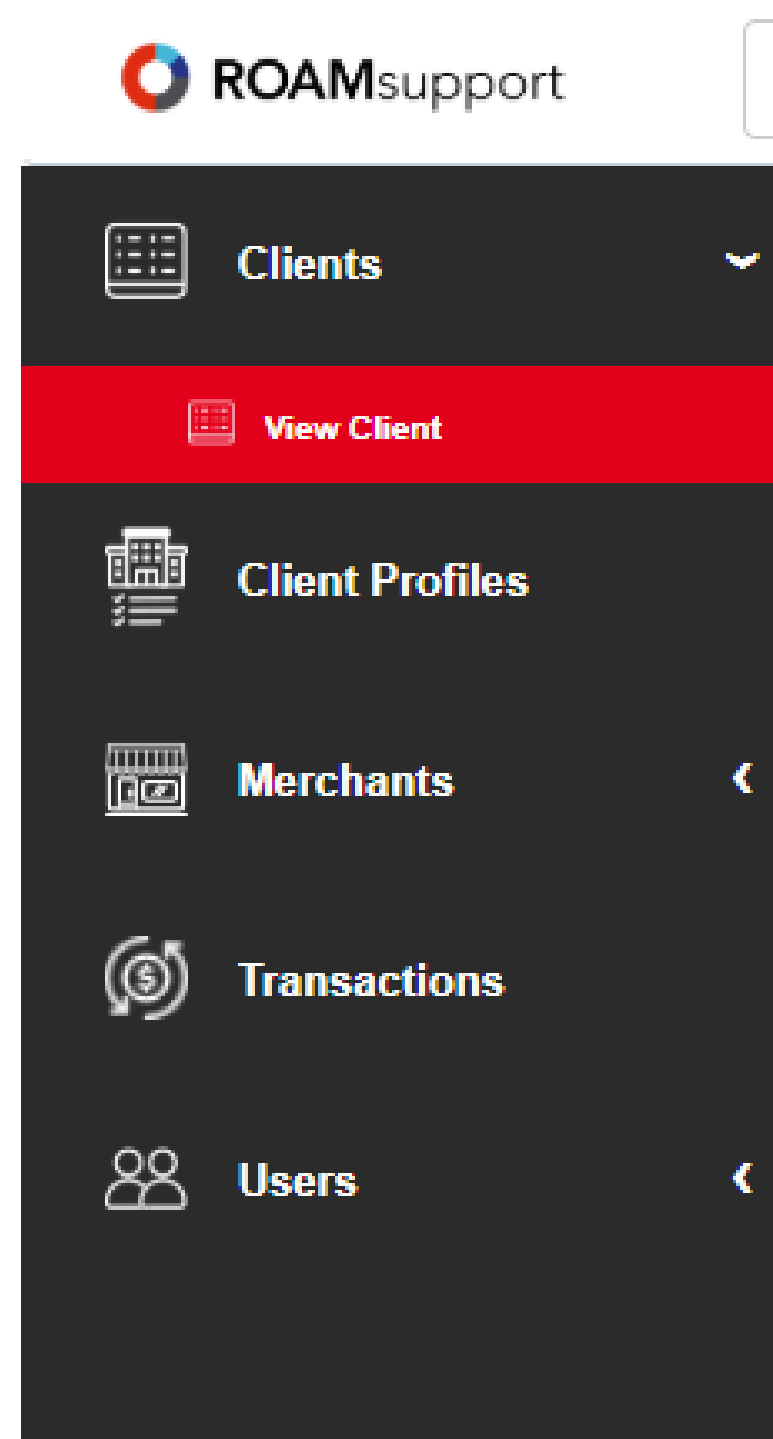 ROAMsupport
Clients
View Client
Client Profiles
Merchants
Transactions
Users